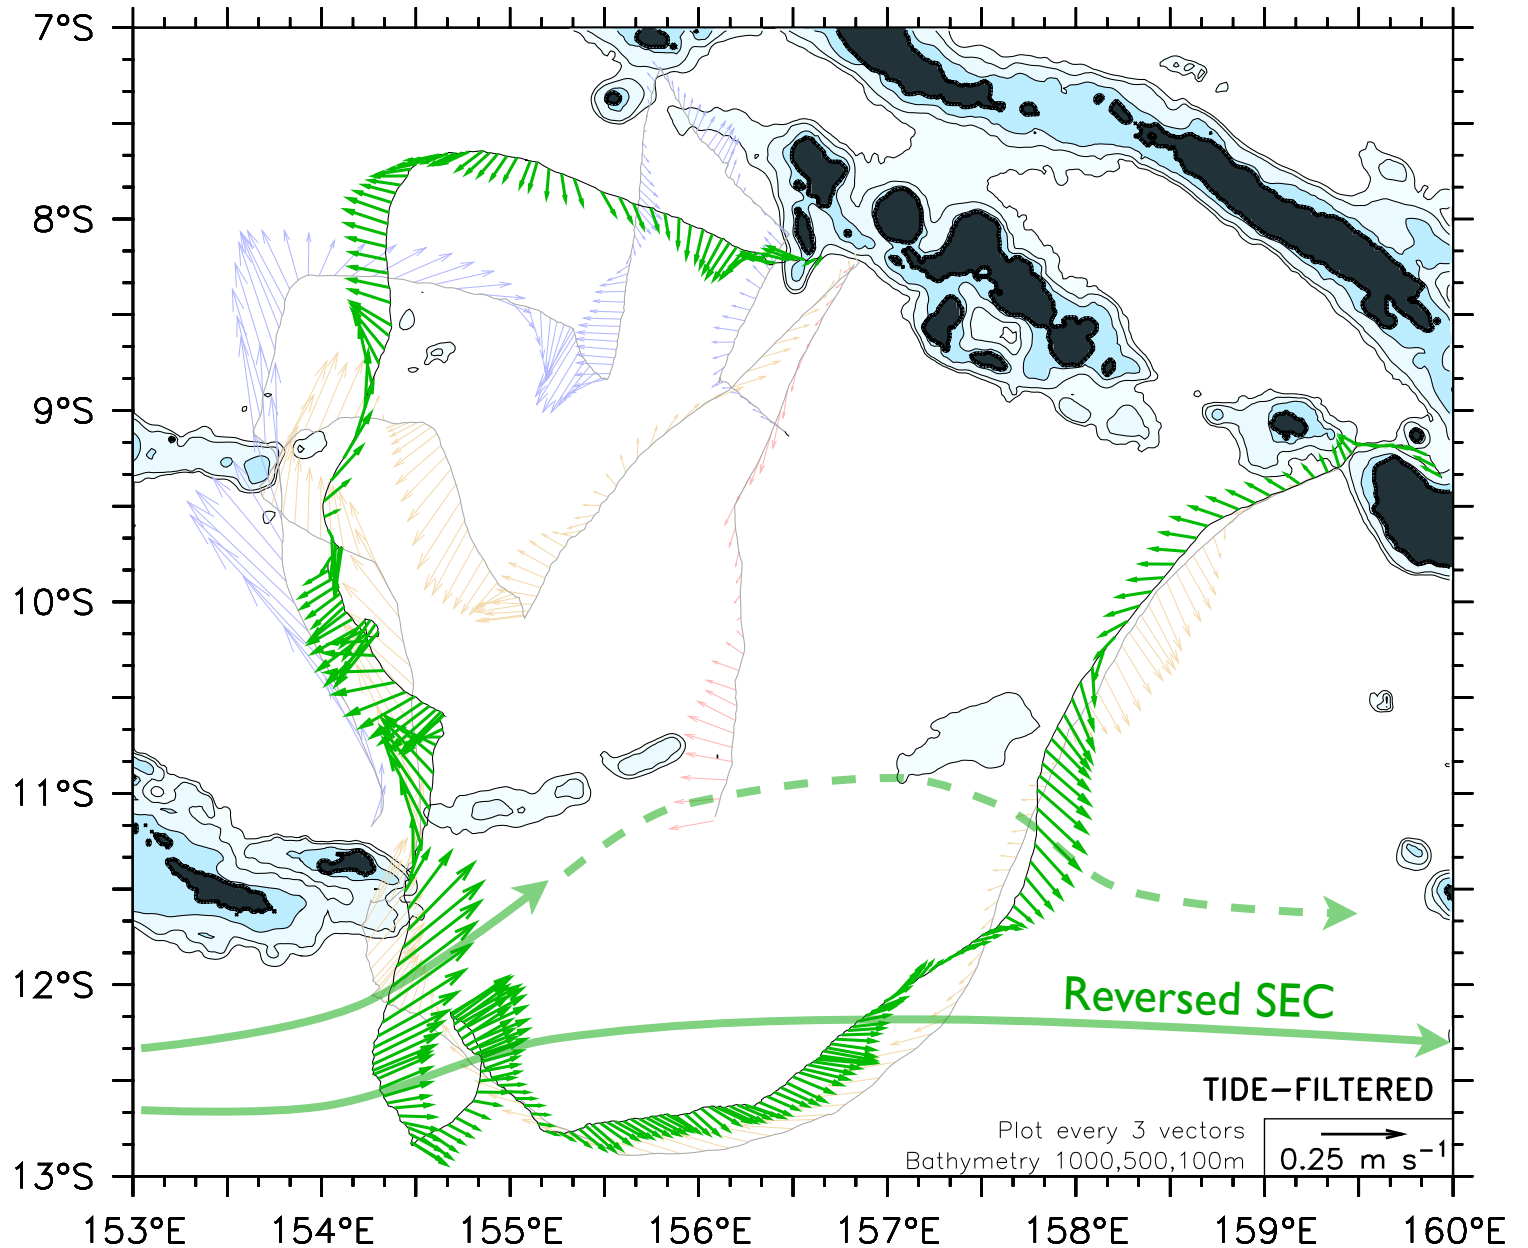 7°S
8°S
9°S
10°S
11°S
12°S
13°S
Reversed SEC
TIDE-FILTERED
Plot every 3 vectors
Bathymetry 1000,500,100m
0.25 m s⁻¹
153°E 154°E 155°E 156°E 157°E 158°E 159°E 160°E